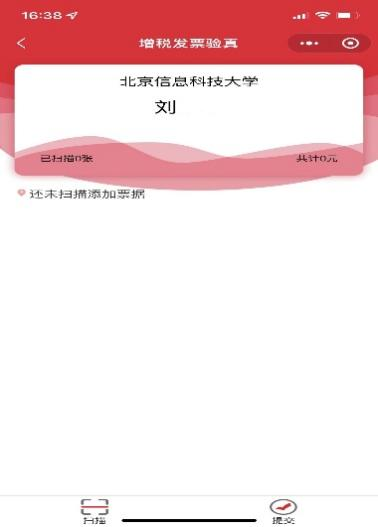 16:38
增税发票验真
北京信息科技大学
刘
已扫描0张
共计0元
还未扫描添加票据
扫描
提交